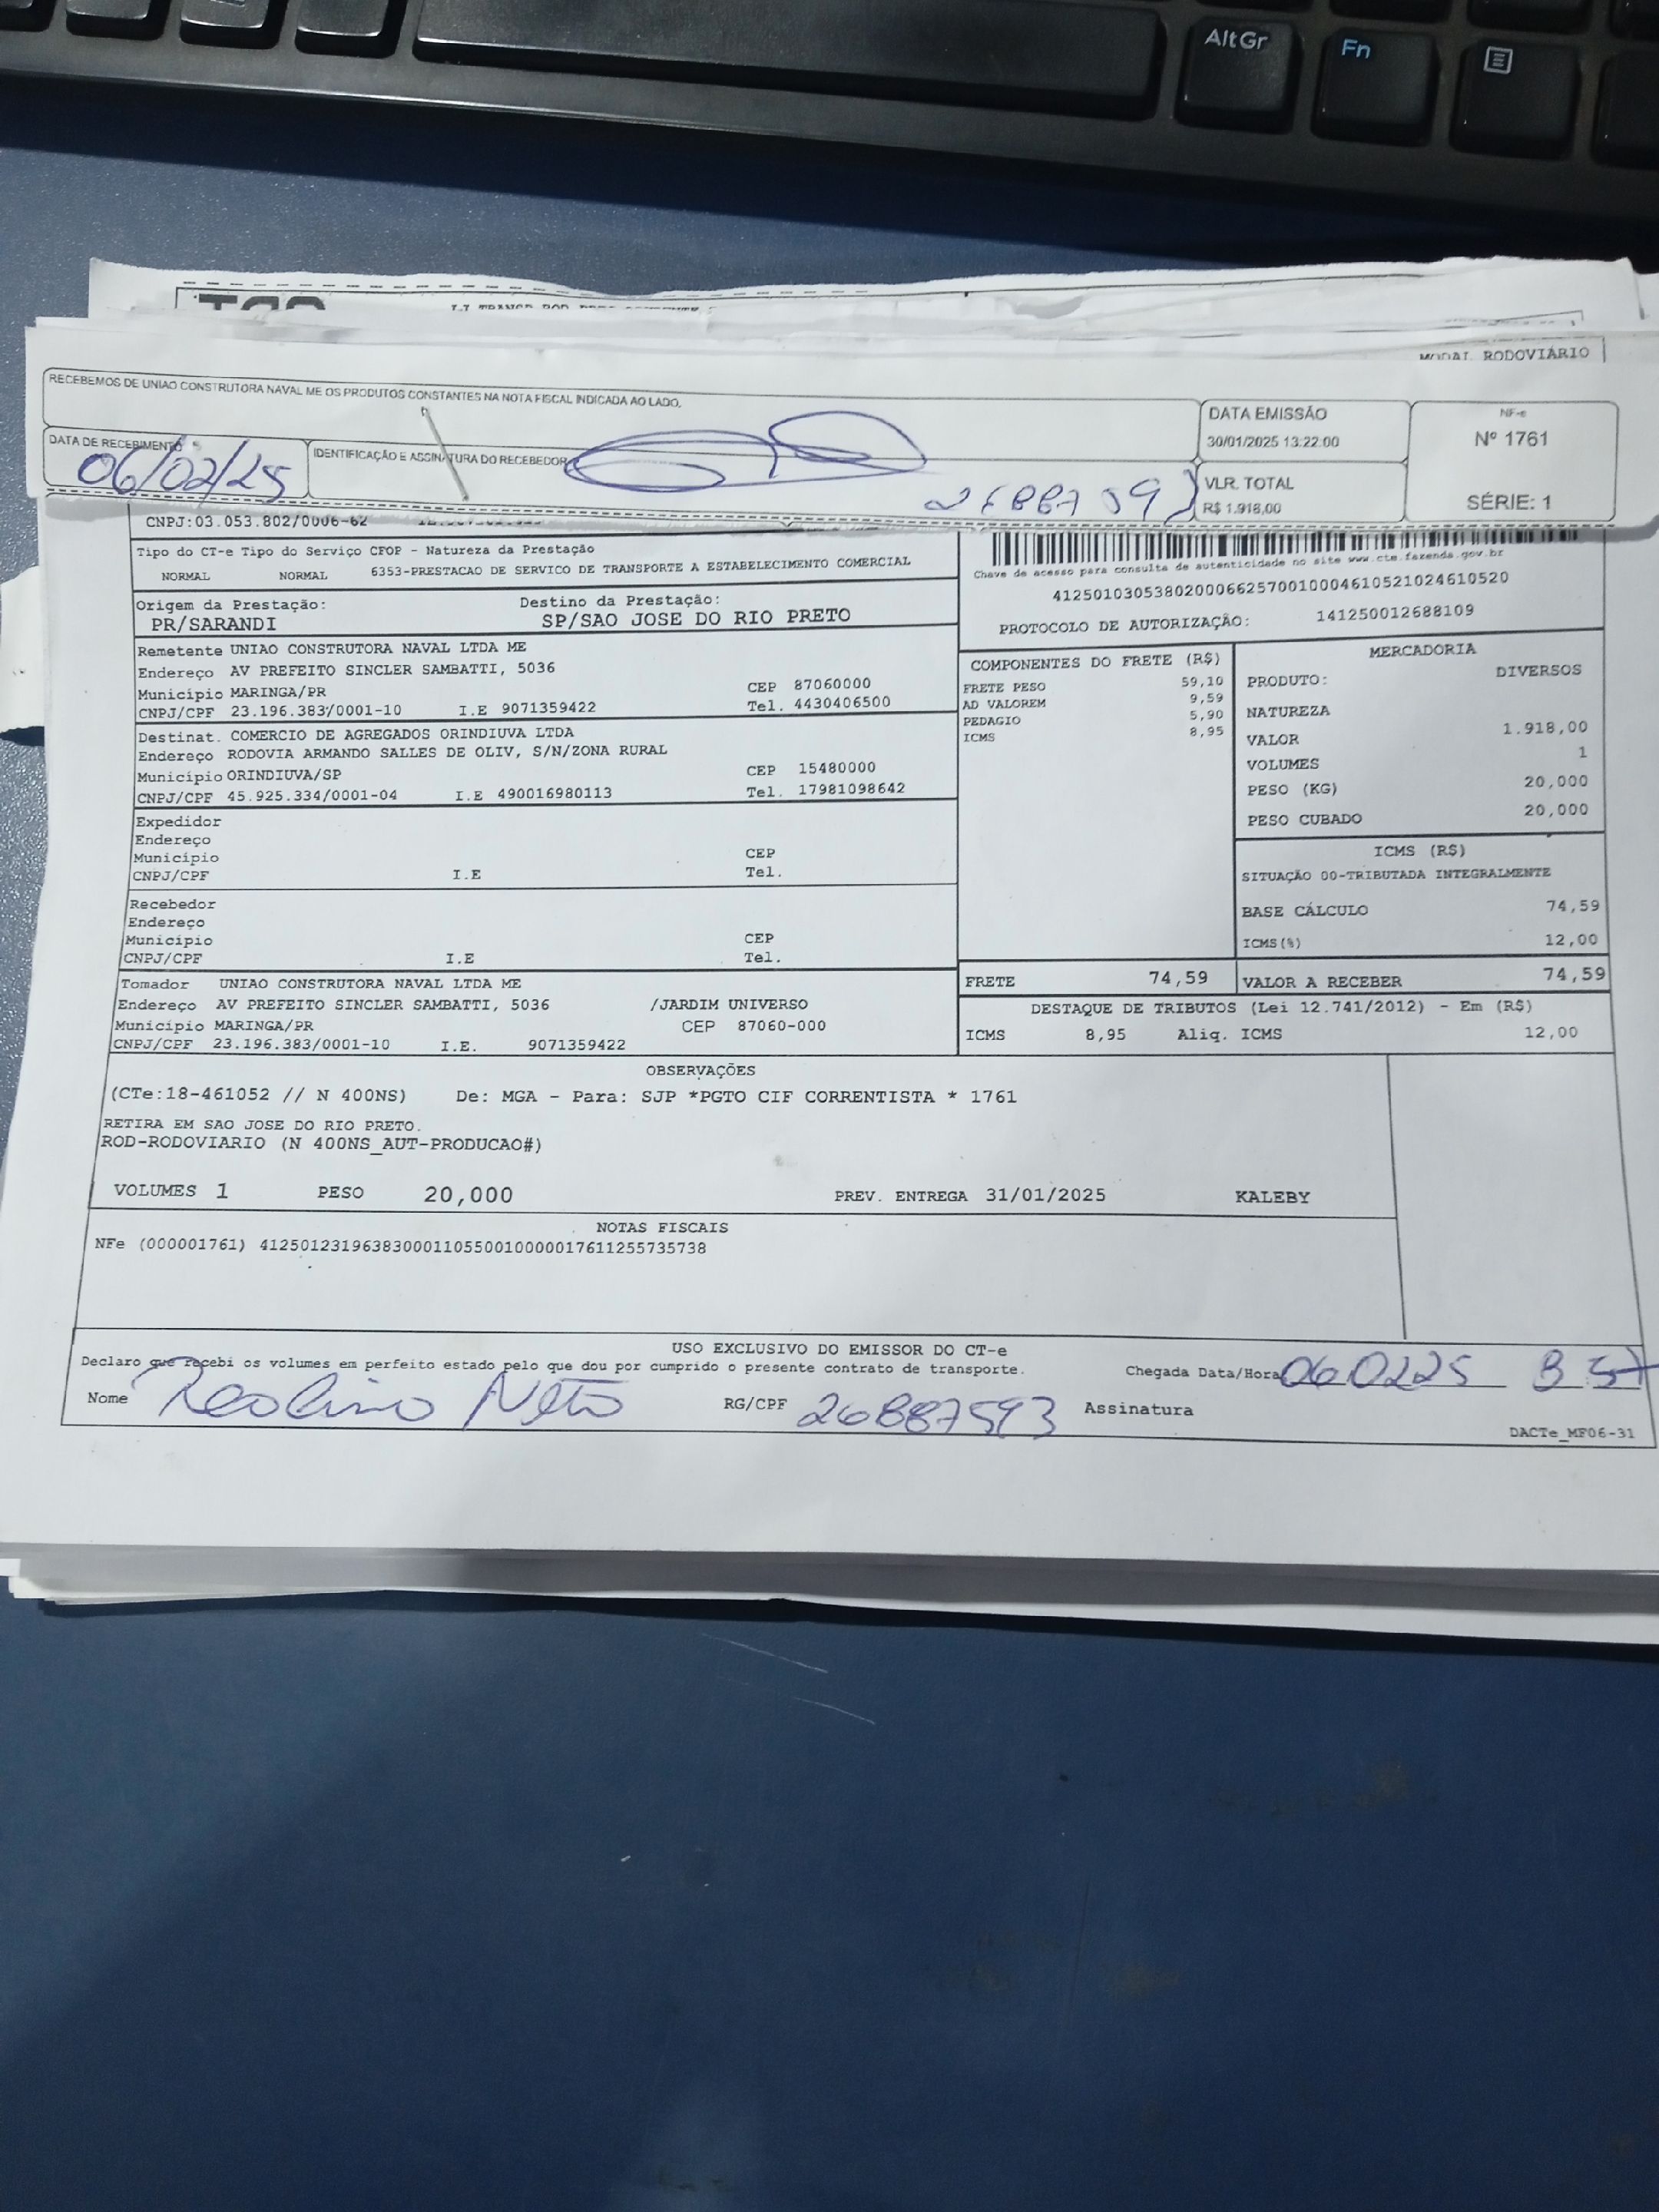 AltGr
Fn
MODAL RODOVIÁRIO
RECEBEMOS DE UNIAO CONSTRUTORA NAVAL ME OS PRODUTOS CONSTANTES NA NOTA FISCAL INDICADA AO LADO.
DATA DE RECEBIMENTO
06/02/25
IDENTIFICAÇÃO E ASSINATURA DO RECEBEDOR
26887593
DATA EMISSÃO
30/01/2025 13:22:00
VLR. TOTAL
R$ 1.918,00
NF-e
Nº 1761
SÉRIE: 1
CNPJ:03.053.802/0006-62
Tipo do CT-e Tipo do Serviço CFOP - Natureza da Prestação
NORMAL NORMAL 6353-PRESTACAO DE SERVICO DE TRANSPORTE A ESTABELECIMENTO COMERCIAL
Origem da Prestação: Destino da Prestação:
PR/SARANDI SP/SAO JOSE DO RIO PRETO
Chave de acesso para consulta de autenticidade no site www.cte.fazenda.gov.br
41250103053802000662570010004610521024610520
PROTOCOLO DE AUTORIZAÇÃO: 141250012688109
Remetente UNIAO CONSTRUTORA NAVAL LTDA ME
Endereço AV PREFEITO SINCLER SAMBATTI, 5036
Município MARINGA/PR CEP 87060000
CNPJ/CPF 23.196.383/0001-10 I.E 9071359422 Tel. 4430406500
Destinat. COMERCIO DE AGREGADOS ORINDIUVA LTDA
Endereço RODOVIA ARMANDO SALLES DE OLIV, S/N/ZONA RURAL
Município ORINDIUVA/SP CEP 15480000
CNPJ/CPF 45.925.334/0001-04 I.E 490016980113 Tel. 17981098642
Expedidor
Endereço
Município CEP
CNPJ/CPF I.E Tel.
Recebedor
Endereço
Município CEP
CNPJ/CPF I.E Tel.
Tomador UNIAO CONSTRUTORA NAVAL LTDA ME
Endereço AV PREFEITO SINCLER SAMBATTI, 5036 /JARDIM UNIVERSO
Município MARINGA/PR CEP 87060-000
CNPJ/CPF 23.196.383/0001-10 I.E. 9071359422
COMPONENTES DO FRETE (R$)
FRETE PESO 59,10
AD VALOREM 9,59
PEDAGIO 5,90
ICMS 8,95
MERCADORIA
PRODUTO: DIVERSOS
NATUREZA
VALOR 1.918,00
VOLUMES 1
PESO (KG) 20,000
PESO CUBADO 20,000
ICMS (R$)
SITUAÇÃO 00-TRIBUTADA INTEGRALMENTE
BASE CÁLCULO 74,59
ICMS(%) 12,00
FRETE 74,59 VALOR A RECEBER 74,59
DESTAQUE DE TRIBUTOS (Lei 12.741/2012) - Em (R$)
ICMS 8,95 Aliq. ICMS 12,00
OBSERVAÇÕES
(CTe:18-461052 // N 400NS) De: MGA - Para: SJP *PGTO CIF CORRENTISTA * 1761
RETIRA EM SAO JOSE DO RIO PRETO.
ROD-RODOVIARIO (N 400NS_AUT-PRODUCAO#)
VOLUMES 1 PESO 20,000 PREV. ENTREGA 31/01/2025 KALEBY
NOTAS FISCAIS
NFe (000001761) 41250123196383000110550010000017611255735738
USO EXCLUSIVO DO EMISSOR DO CT-e
Declaro que recebi os volumes em perfeito estado pelo que dou por cumprido o presente contrato de transporte.
Chegada Data/Hora 060225
Nome Neto RG/CPF 26887593 Assinatura
DACTe_MF06-31